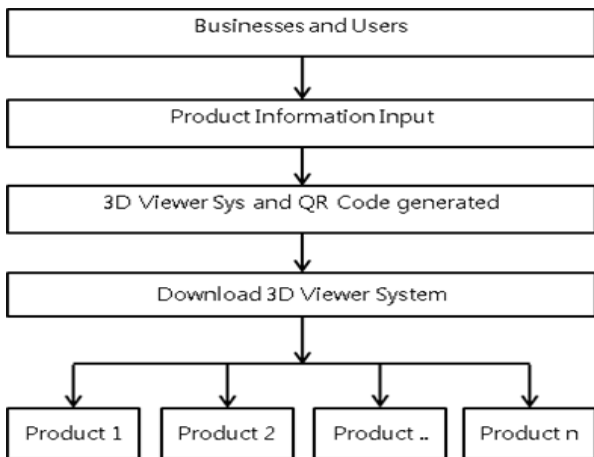 Businesses and Users
Product Information Input
3D Viewer Sys and QR Code generated
Download 3D Viewer System
Product 1
Product 2
Product ..
Product n